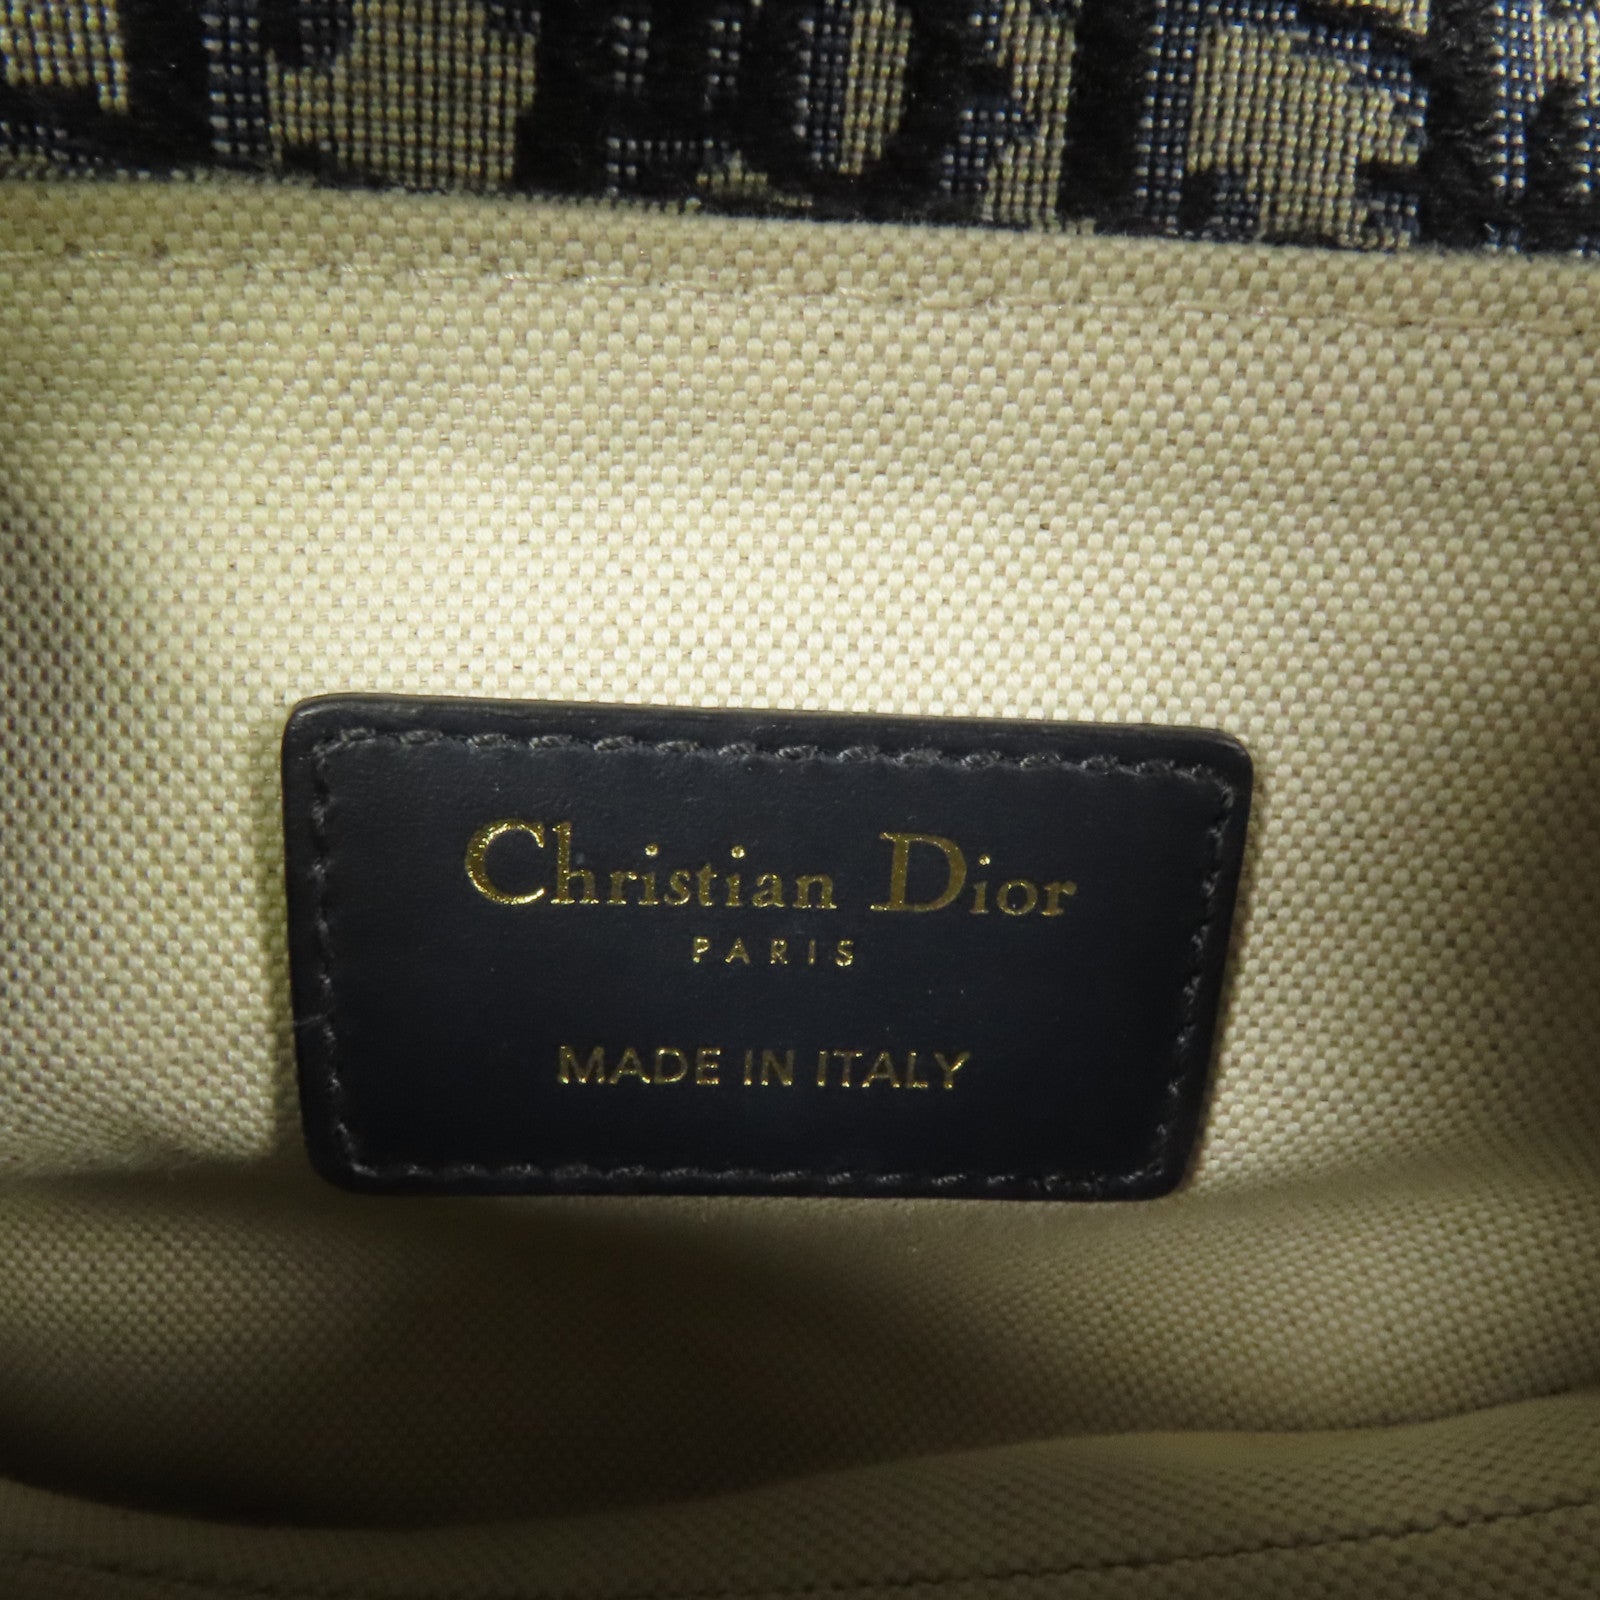 Christian Dior
PARIS
MADE IN ITALY